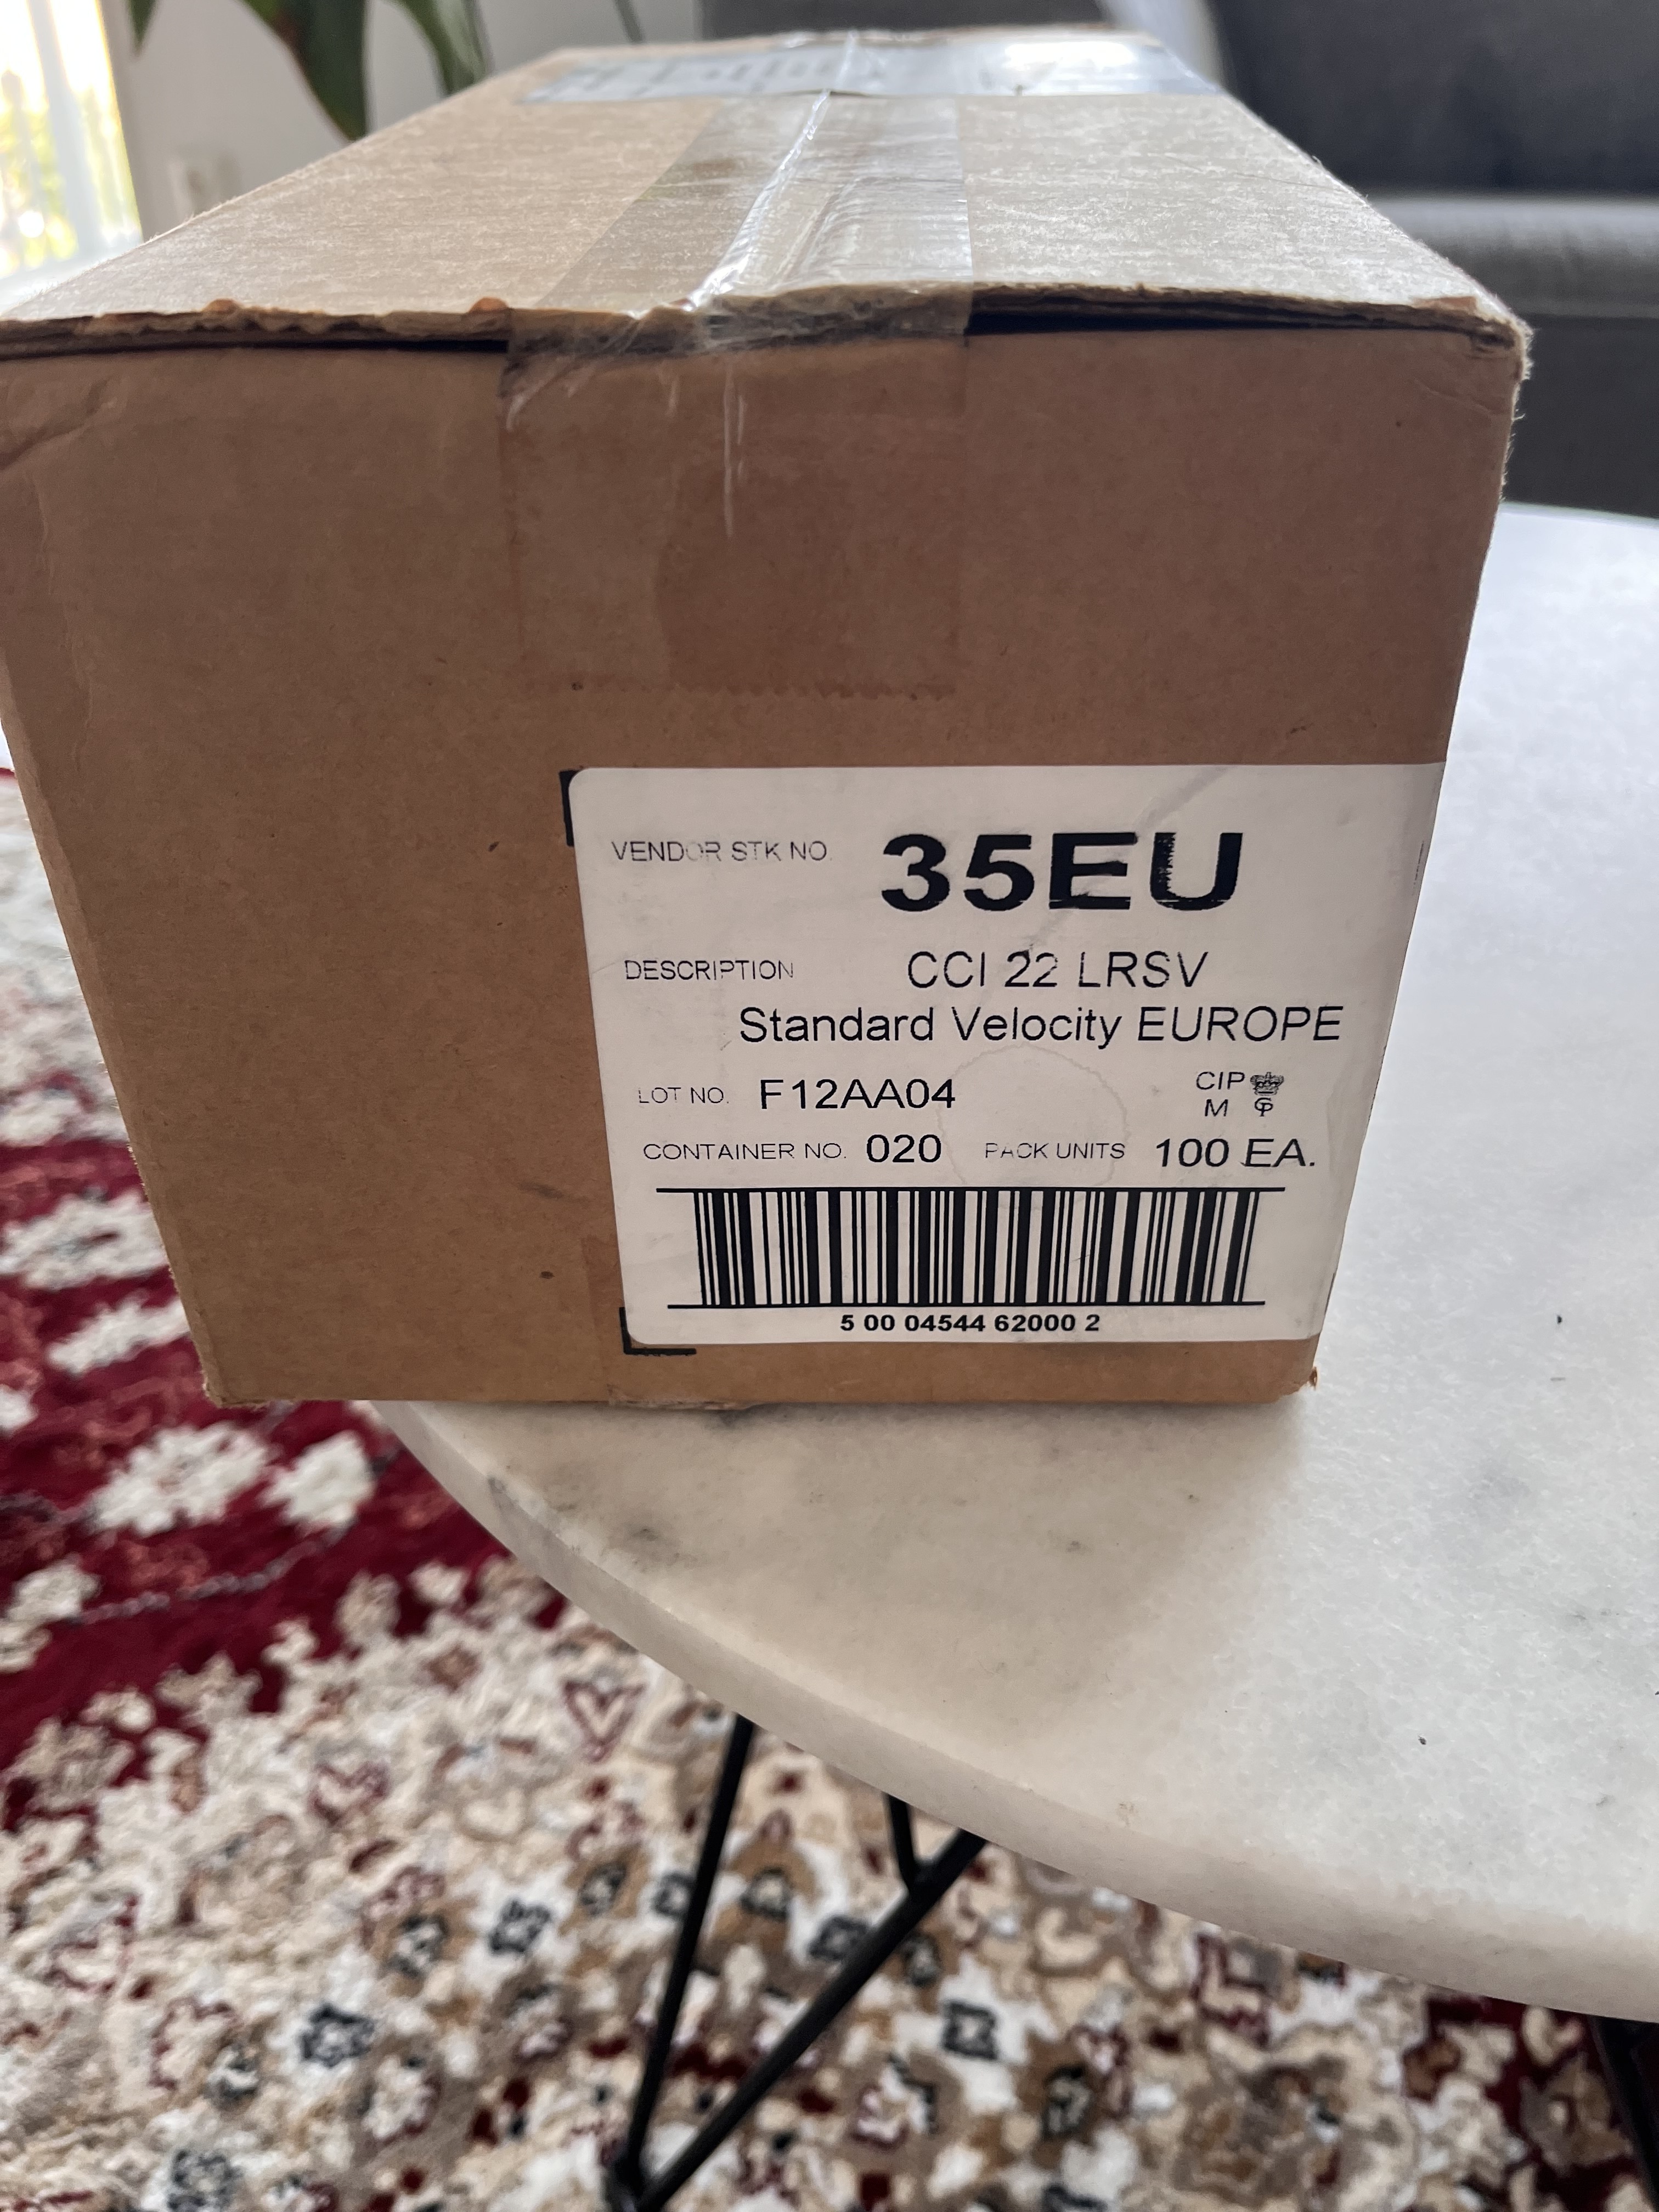 VENDOR STK NO. 35EU
DESCRIPTION CCI 22 LRSV
Standard Velocity EUROPE
LOT NO. F12AA04 CIP
M GP
CONTAINER NO. 020 PACK UNITS 100 EA.
5 00 04544 62000 2